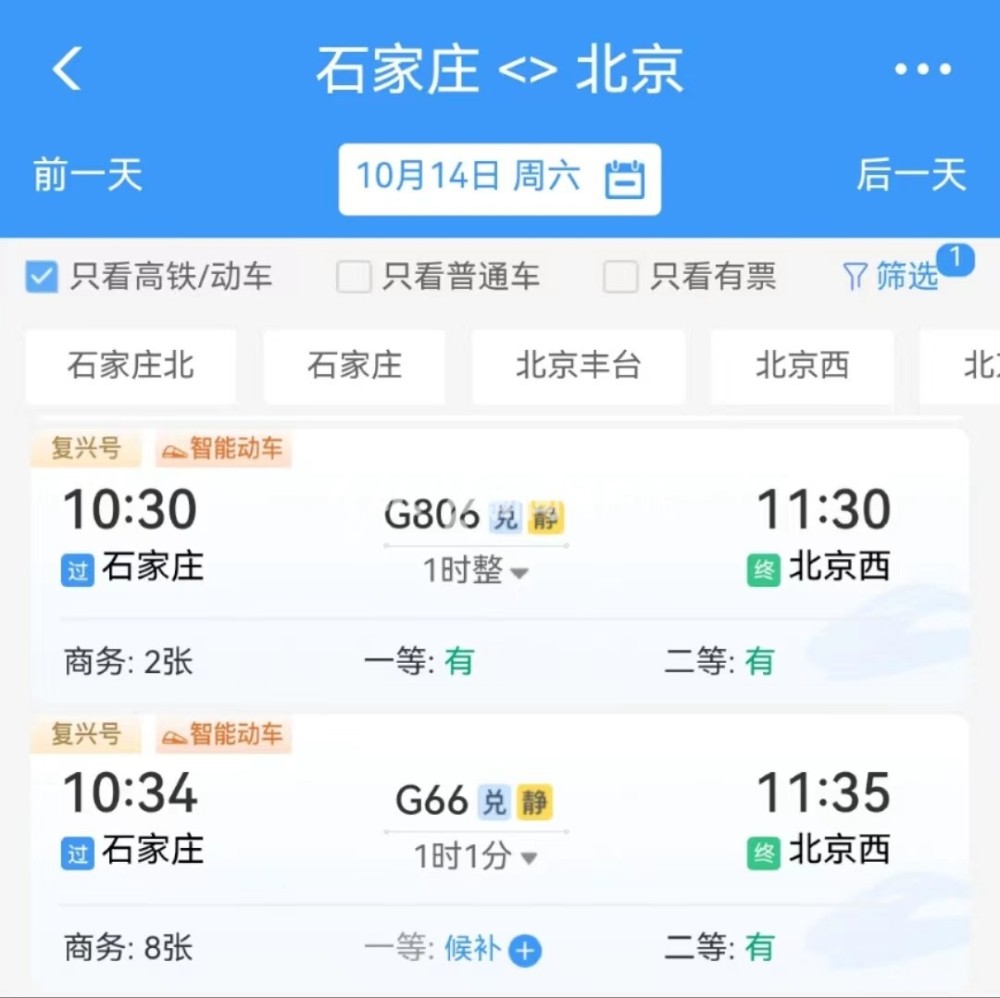 石家庄 <> 北京
前一天 10月14日 周六 后一天
只看高铁/动车 只看普通车 只看有票 筛选 1
石家庄北 石家庄 北京丰台 北京西 北
复兴号 智能动车
10:30 G806 兑 静 11:30
过 石家庄 1时整 终 北京西
商务: 2张 一等: 有 二等: 有
复兴号 智能动车
10:34 G66 兑 静 11:35
过 石家庄 1时1分 终 北京西
商务: 8张 一等: 候补 二等: 有